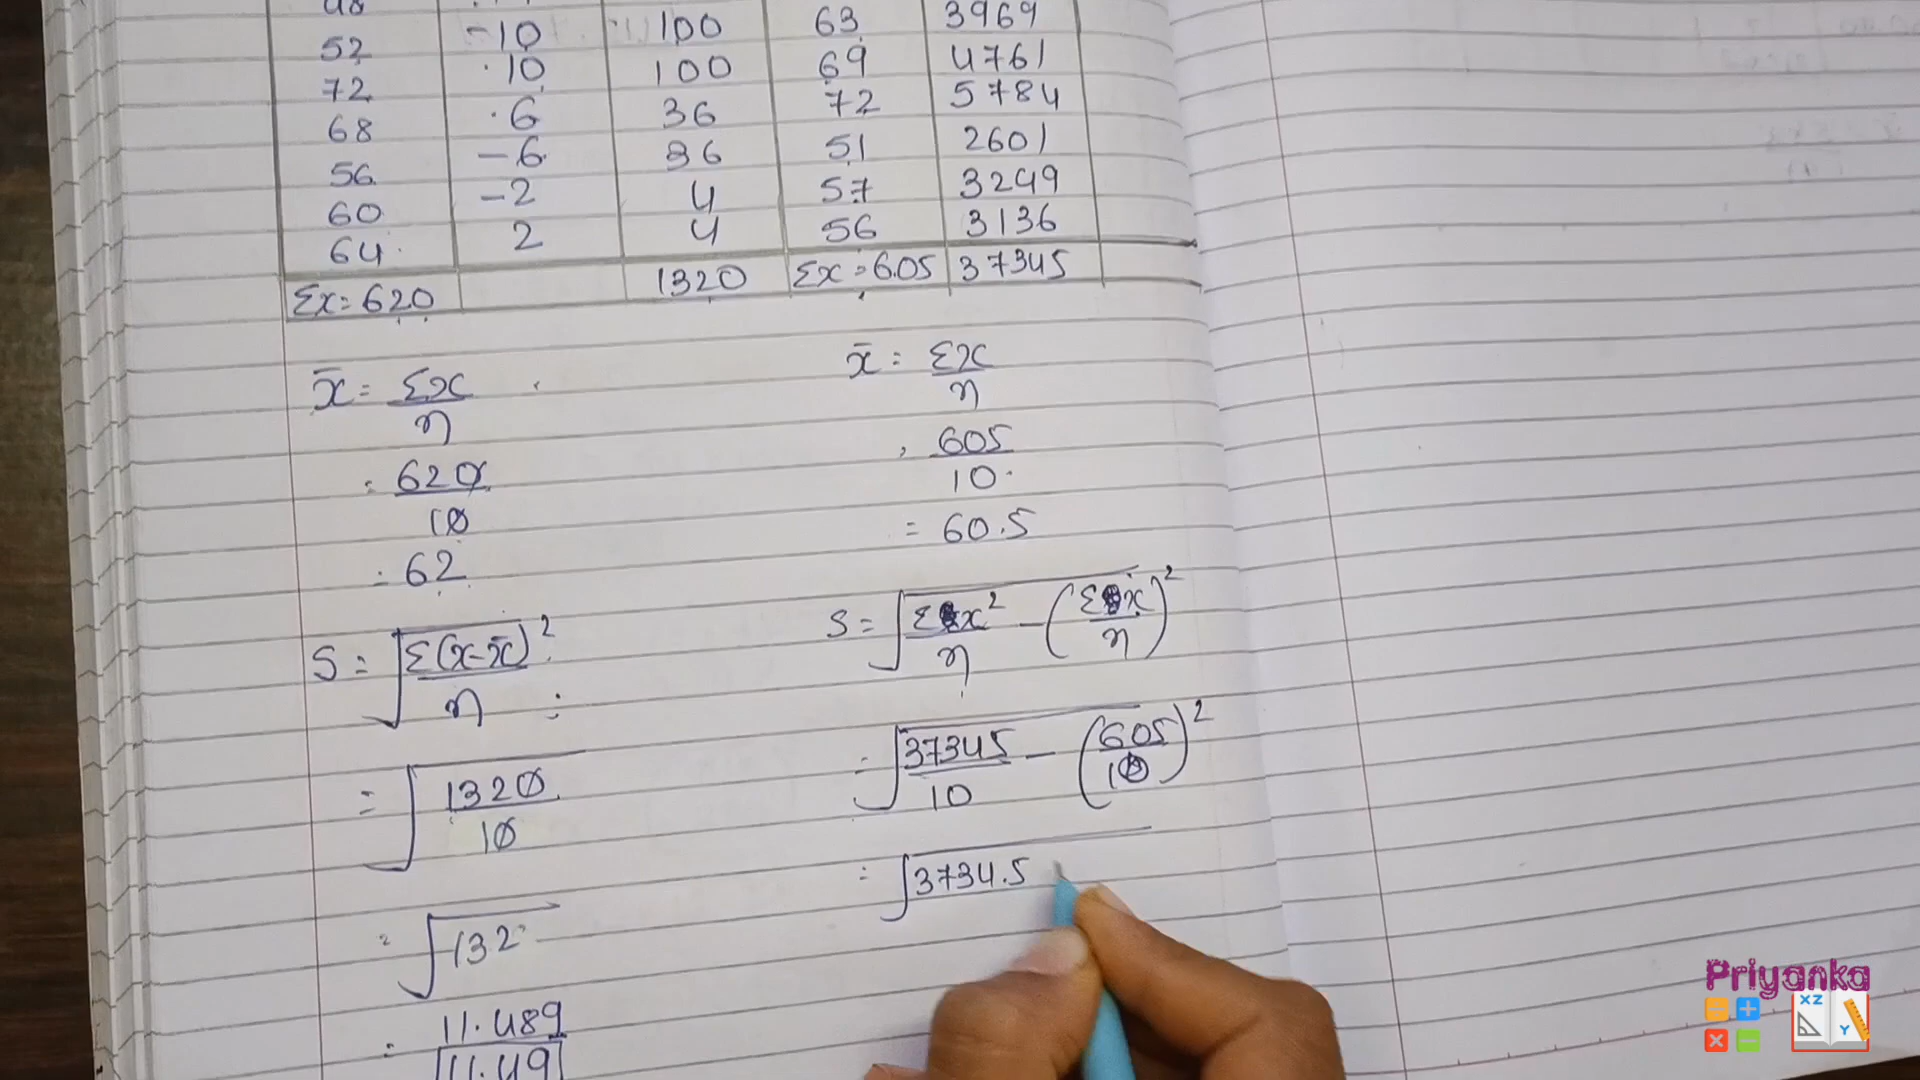 48
52 -10 100 63 3969
72 10 100 69 4761
68 6 36 72 5784
56 -6 36 51 2601
60 -2 4 57 3249
64 2 4 56 3136
Σx=620 1320 Σx=605 37345
x̄ = Σx/n
= 620/10
= 62
S = √(Σ(x-x̄)²/n)
= √(1320/10)
= √132
= 11.489
11.49
x̄ = Σx/n
605/10
= 60.5
S = √(Σx²/n - (Σx/n)²)
= √(37345/10 - (605/10)²)
= √3734.5
Priyanka
XZ
Y